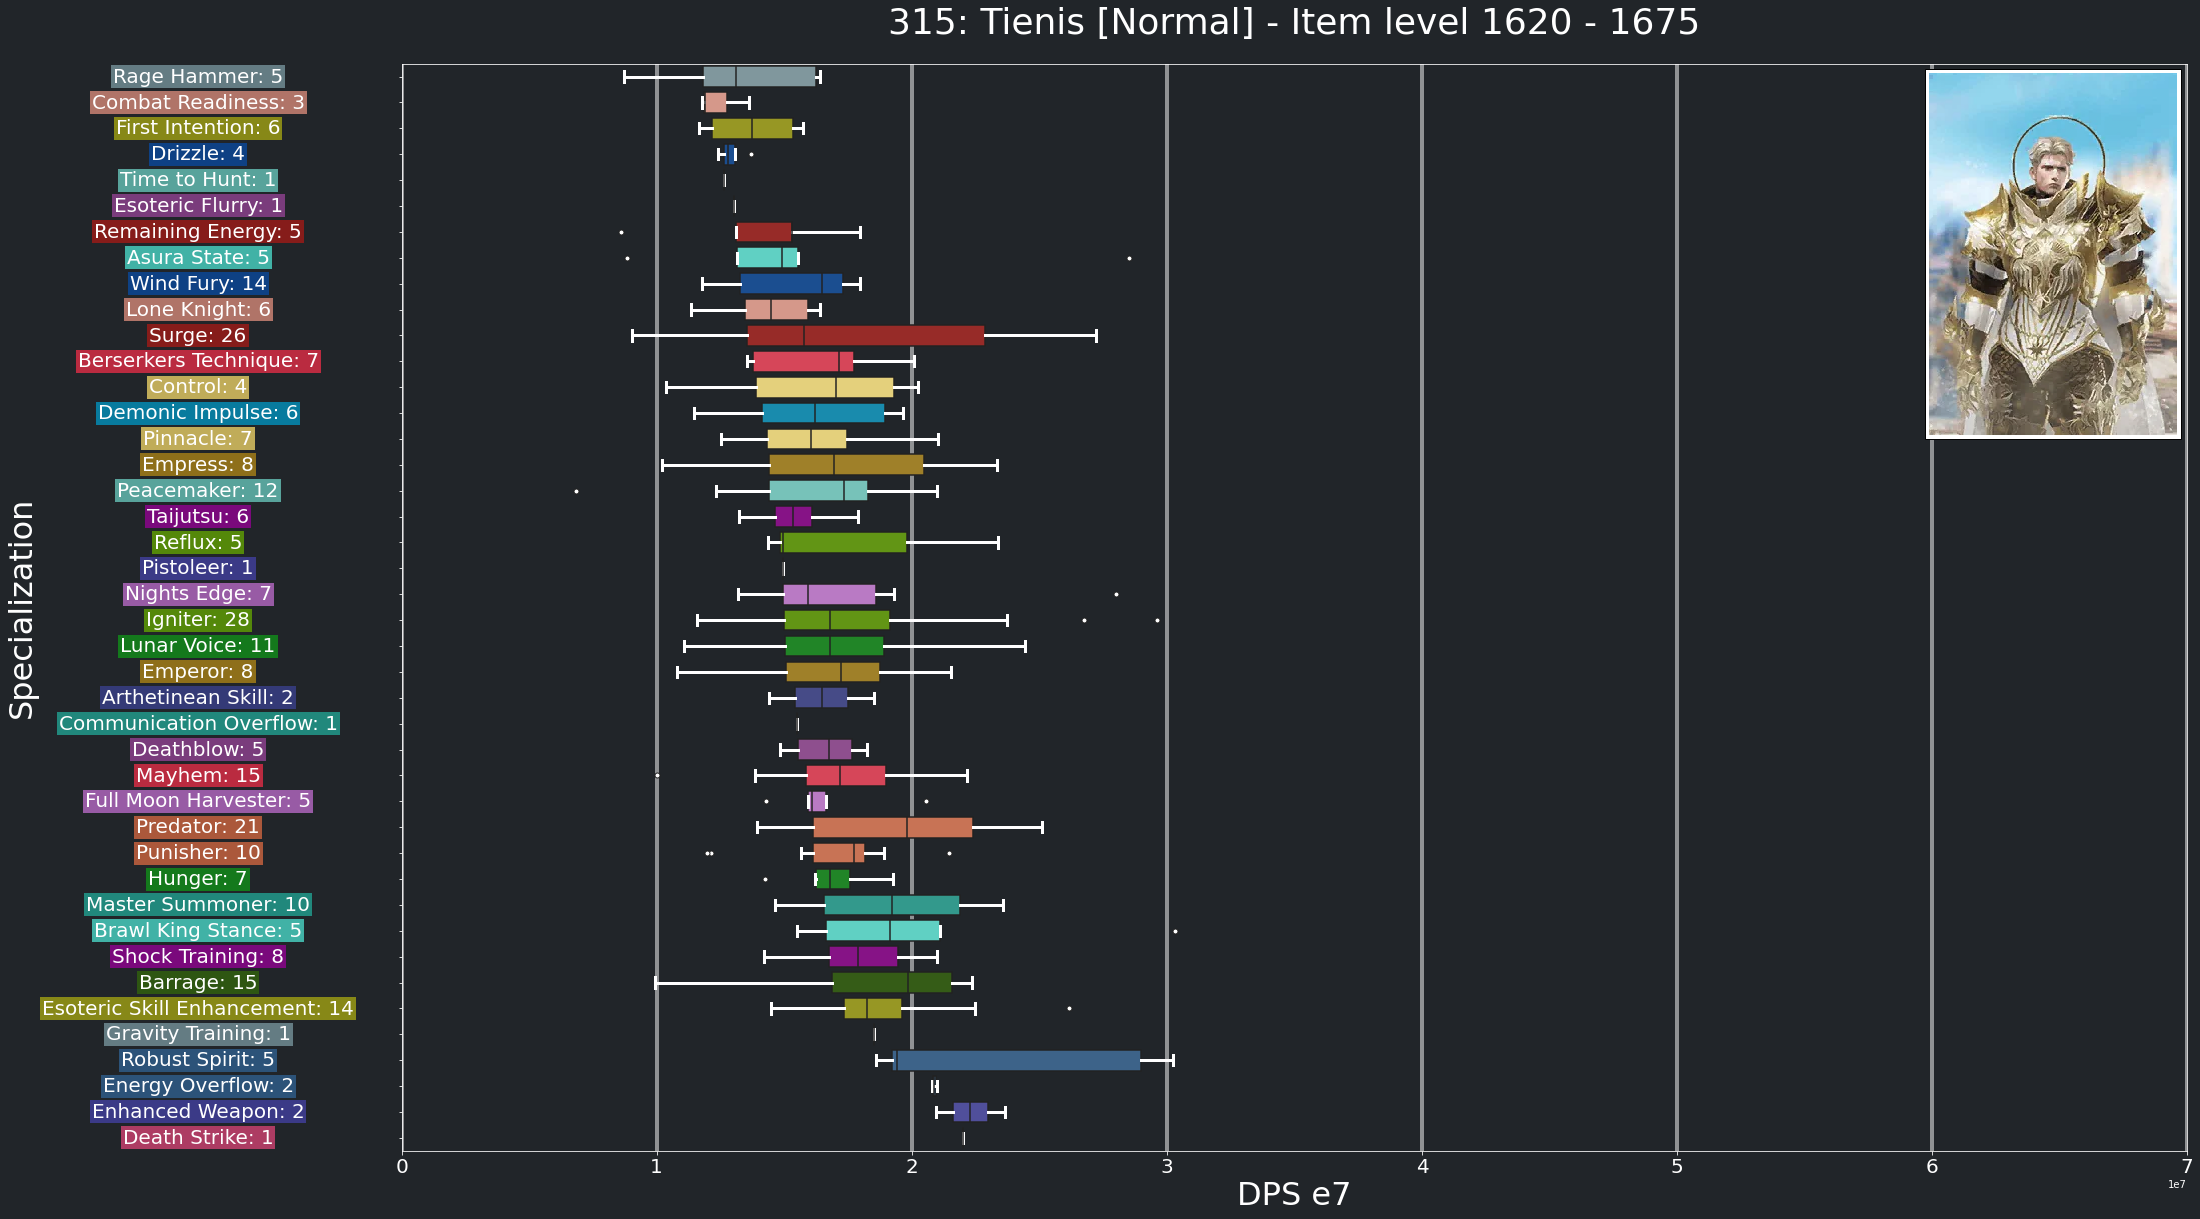 315: Tienis [Normal] - Item level 1620 - 1675
Rage Hammer: 5
Combat Readiness: 3
First Intention: 6
Drizzle: 4
Time to Hunt: 1
Esoteric Flurry: 1
Remaining Energy: 5
Asura State: 5
Wind Fury: 14
Lone Knight: 6
Surge: 26
Berserkers Technique: 7
Control: 4
Demonic Impulse: 6
Pinnacle: 7
Empress: 8
Peacemaker: 12
Taijutsu: 6
Reflux: 5
Pistoleer: 1
Nights Edge: 7
Igniter: 28
Lunar Voice: 11
Emperor: 8
Arthetinean Skill: 2
Communication Overflow: 1
Deathblow: 5
Mayhem: 15
Full Moon Harvester: 5
Predator: 21
Punisher: 10
Hunger: 7
Master Summoner: 10
Brawl King Stance: 5
Shock Training: 8
Barrage: 15
Esoteric Skill Enhancement: 14
Gravity Training: 1
Robust Spirit: 5
Energy Overflow: 2
Enhanced Weapon: 2
Death Strike: 1
Specialization
0 1 2 3 4 5 6 7
1e7
DPS e7